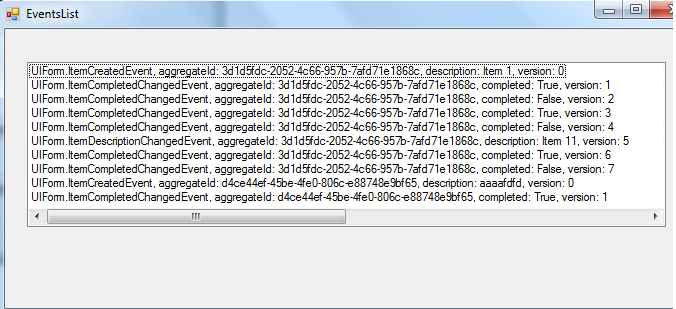 EventsList
UIForm.ItemCreatedEvent, aggregateId: 3d1d5fdc-2052-4c66-957b-7afd71e1868c, description: Item 1, version: 0
UIForm.ItemCompletedChangedEvent, aggregateId: 3d1d5fdc-2052-4c66-957b-7afd71e1868c, completed: True, version: 1
UIForm.ItemCompletedChangedEvent, aggregateId: 3d1d5fdc-2052-4c66-957b-7afd71e1868c, completed: False, version: 2
UIForm.ItemCompletedChangedEvent, aggregateId: 3d1d5fdc-2052-4c66-957b-7afd71e1868c, completed: True, version: 3
UIForm.ItemCompletedChangedEvent, aggregateId: 3d1d5fdc-2052-4c66-957b-7afd71e1868c, completed: False, version: 4
UIForm.ItemDescriptionChangedEvent, aggregateId: 3d1d5fdc-2052-4c66-957b-7afd71e1868c, description: Item 11, version: 5
UIForm.ItemCompletedChangedEvent, aggregateId: 3d1d5fdc-2052-4c66-957b-7afd71e1868c, completed: True, version: 6
UIForm.ItemCompletedChangedEvent, aggregateId: 3d1d5fdc-2052-4c66-957b-7afd71e1868c, completed: False, version: 7
UIForm.ItemCreatedEvent, aggregateId: d4ce44ef-45be-4fe0-806c-e88748e9bf65, description: aaaafdfd, version: 0
UIForm.ItemCompletedChangedEvent, aggregateId: d4ce44ef-45be-4fe0-806c-e88748e9bf65, completed: True, version: 1